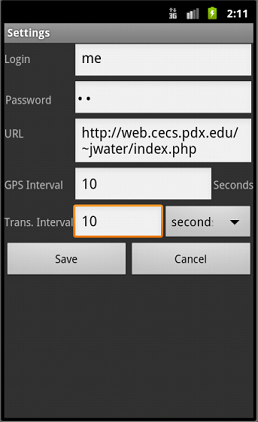 3G 2:11
Settings
Login me
Password ••
URL http://web.cecs.pdx.edu/
~jwater/index.php
GPS Interval 10 Seconds
Trans. Interval 10 second
Save Cancel